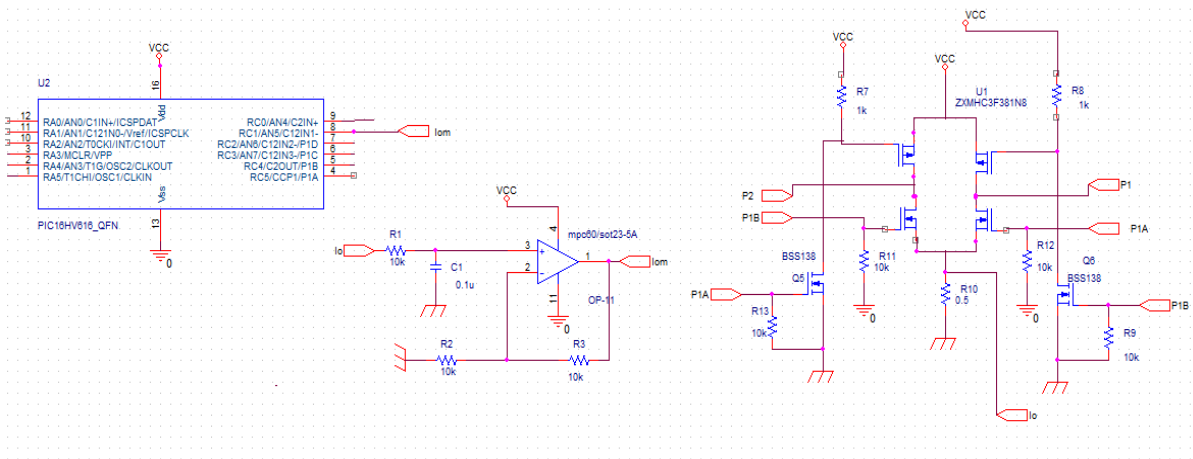 VCC
U2
16
Vdd
12 RA0/AN0/C1IN+/ICSPDAT
11 RA1/AN1/C121N0-/Vref/ICSPCLK
10 RA2/AN2/T0CKI/INT/C1OUT
3 RA3/MCLR/VPP
2 RA4/AN3/T1G/OSC2/CLKOUT
1 RA5/T1CHI/OSC1/CLKIN
RC0/AN4/C2IN+ 9
RC1/AN5/C12IN1- 8
RC2/AN6/C12IN2-/P1D 7
RC3/AN7/C12IN3-/P1C 6
RC4/C2OUT/P1B 5
RC5/CCP1/P1A 4
Iom
Vss
13
PIC16HV616_QFN
0
VCC
mpc60/sot23-5A
Io
R1
10k
C1
0.1u
3
+
2
-
4
1
11
Iom
OP-11
0
R2
10k
R3
10k
VCC
VCC
VCC
R7
1k
U1
ZXMHC3F381N8
R8
1k
P2
P1
P1B
P1A
R11
10k
0
R12
10k
0
BSS138
Q5
Q6
BSS138
P1A
R13
10k
R10
0.5
P1B
R9
10k
Io